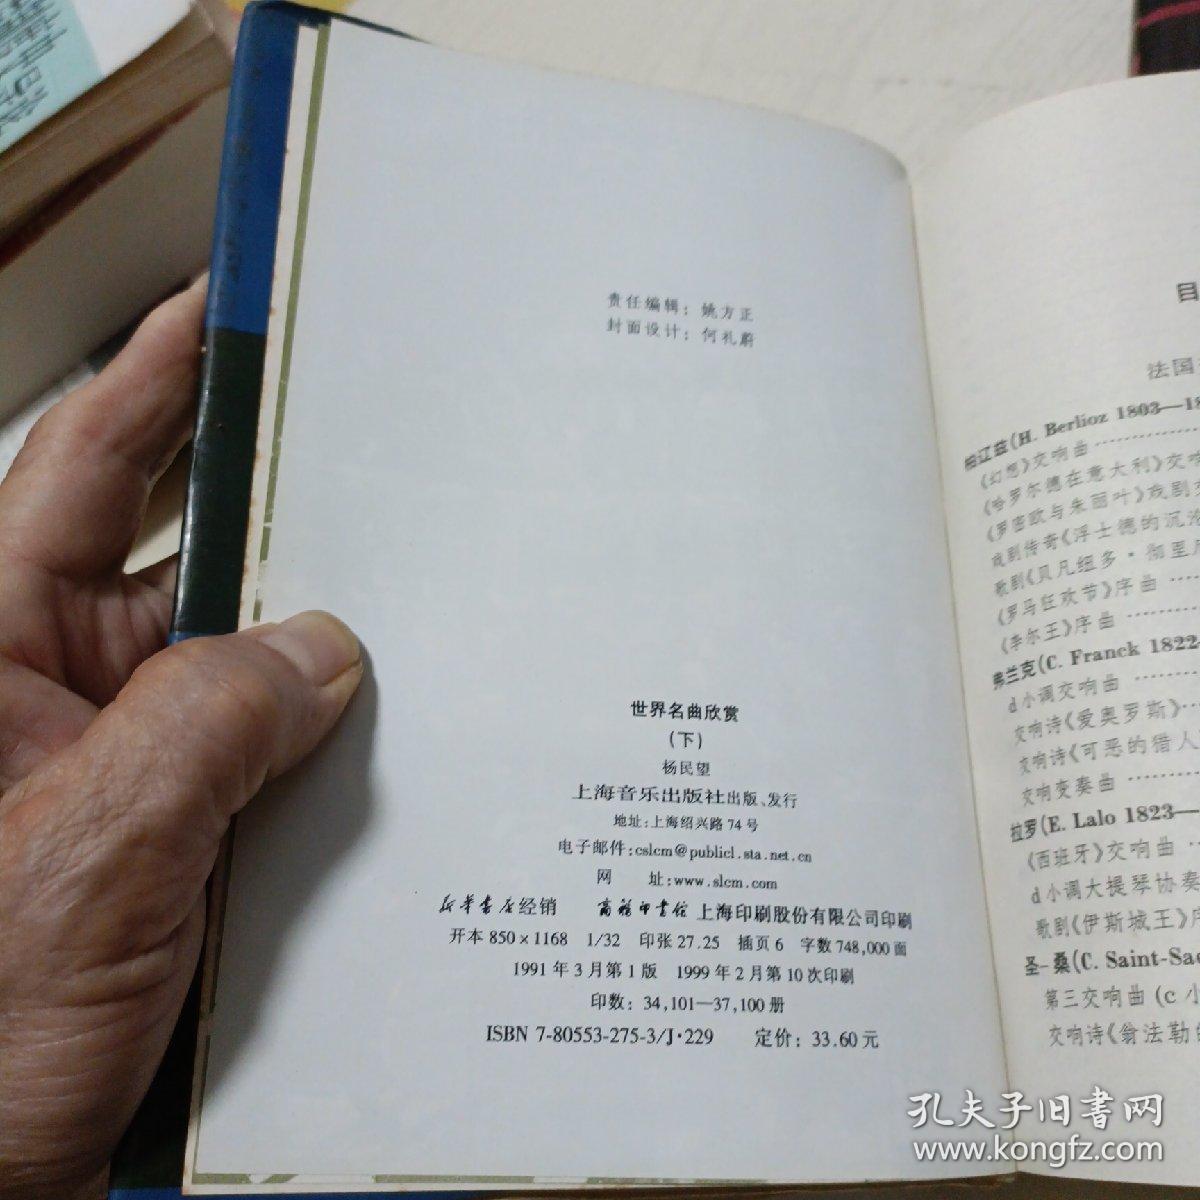 责任编辑：姚方正
封面设计：何礼蔚
世界名曲欣赏
(下)
杨民望
上海音乐出版社出版、发行
地址:上海绍兴路74号
电子邮件:cslcm@publicl.sta.net.cn
网 址:www.slcm.com
新华书店经销 商务印书馆上海印刷股份有限公司印刷
开本 850×1168 1/32 印张 27.25 插页 6 字数 748,000 面
1991年3月第1版 1999年2月第10次印刷
印数：34,101—37,100册
ISBN 7-80553-275-3/J·229 定价：33.60元
目
法国
柏辽兹(H. Berlioz 1803—18
《幻想》交响曲
《哈罗尔德在意大利》交响
《罗密欧与朱丽叶》戏剧
戏剧传奇《浮士德的沉沦
歌剧《贝凡纽多·彻里尼
《罗马狂欢节》序曲
《李尔王》序曲
弗兰克(C. Franck 1822
d小调交响曲
交响诗《爱奥罗斯》
交响诗《可恶的猎人
交响变奏曲
拉罗(E. Lalo 1823—
《西班牙》交响曲
d小调大提琴协奏
歌剧《伊斯城王》序
圣-桑(C. Saint-Sae
第三交响曲(c小
交响诗《翁法勒的
孔夫子旧书网
www.kongfz.com